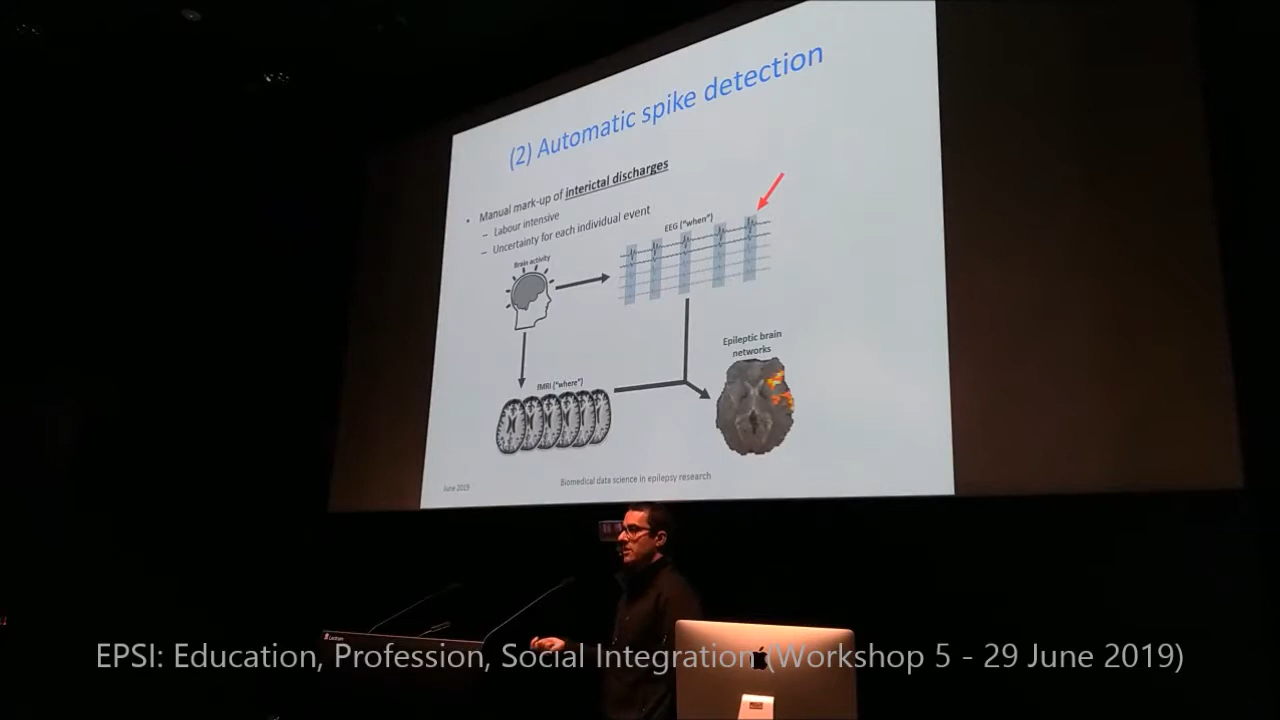 (2) Automatic spike detection
• Manual mark-up of interictal discharges
– Labour intensive
– Uncertainty for each individual event
Brain activity
EEG ("when")
Epileptic brain
networks
fMRI ("where")
June 2019
Biomedical data science in epilepsy research
EPSI: Education, Profession, Social Integration (Workshop 5 - 29 June 2019)